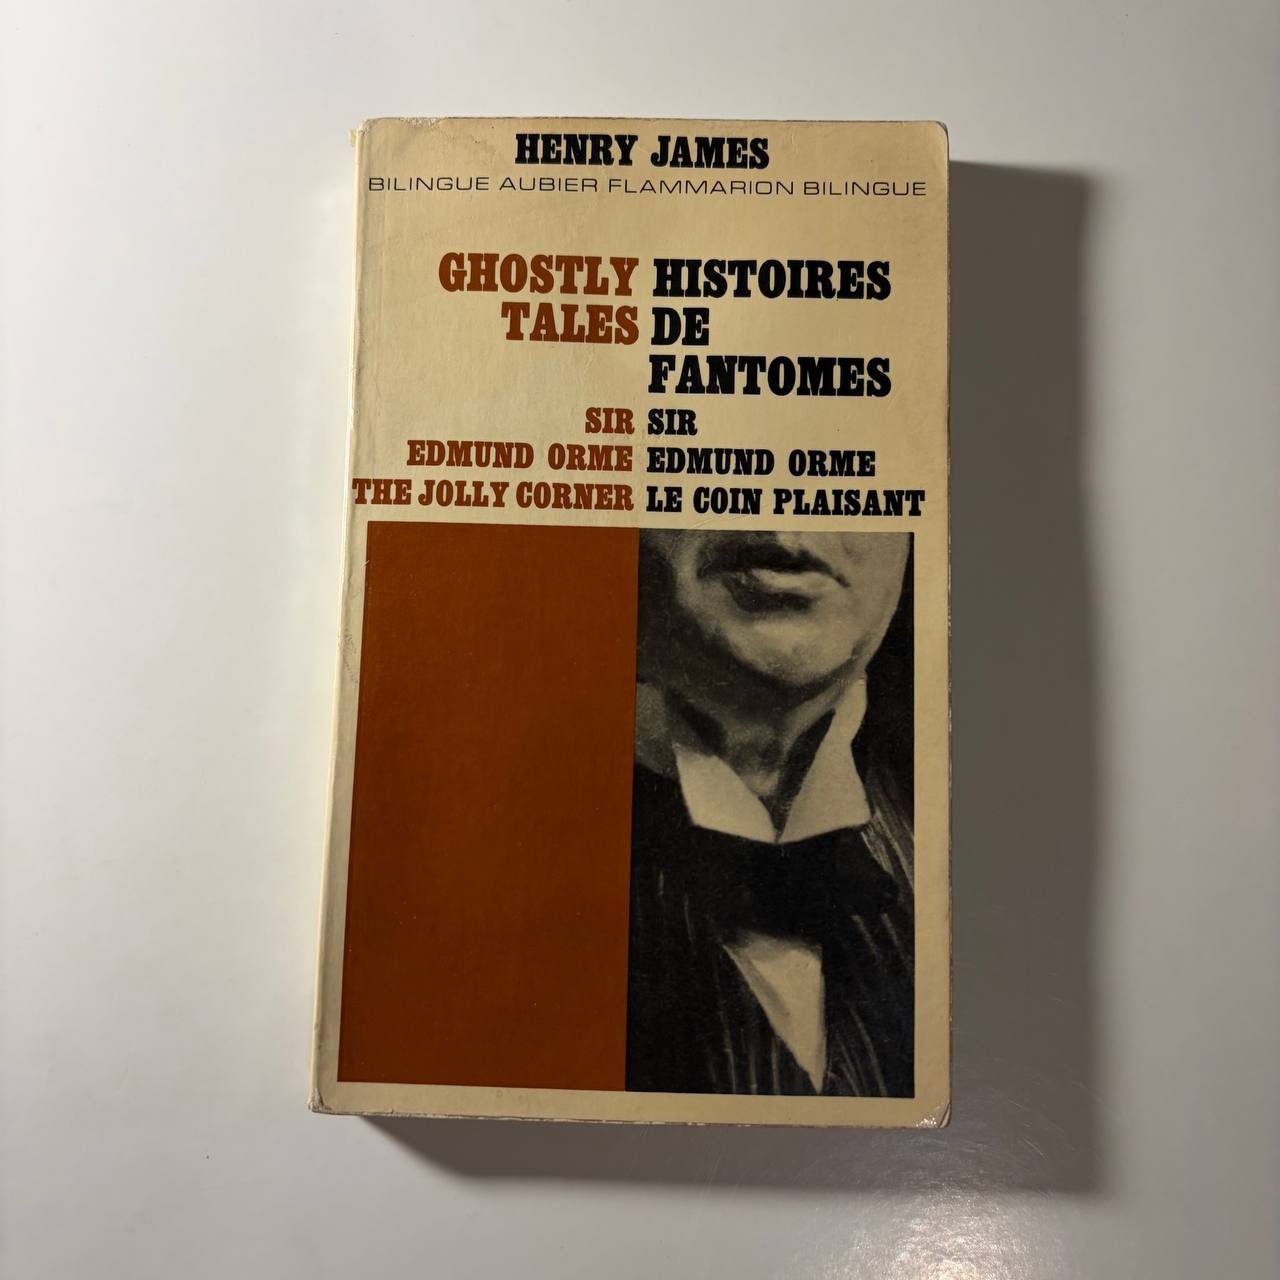 HENRY JAMES
BILINGUE AUBIER FLAMMARION BILINGUE
GHOSTLY
TALES
SIR
EDMUND ORME
THE JOLLY CORNER
HISTOIRES
DE
FANTOMES
SIR
EDMUND ORME
LE COIN PLAISANT